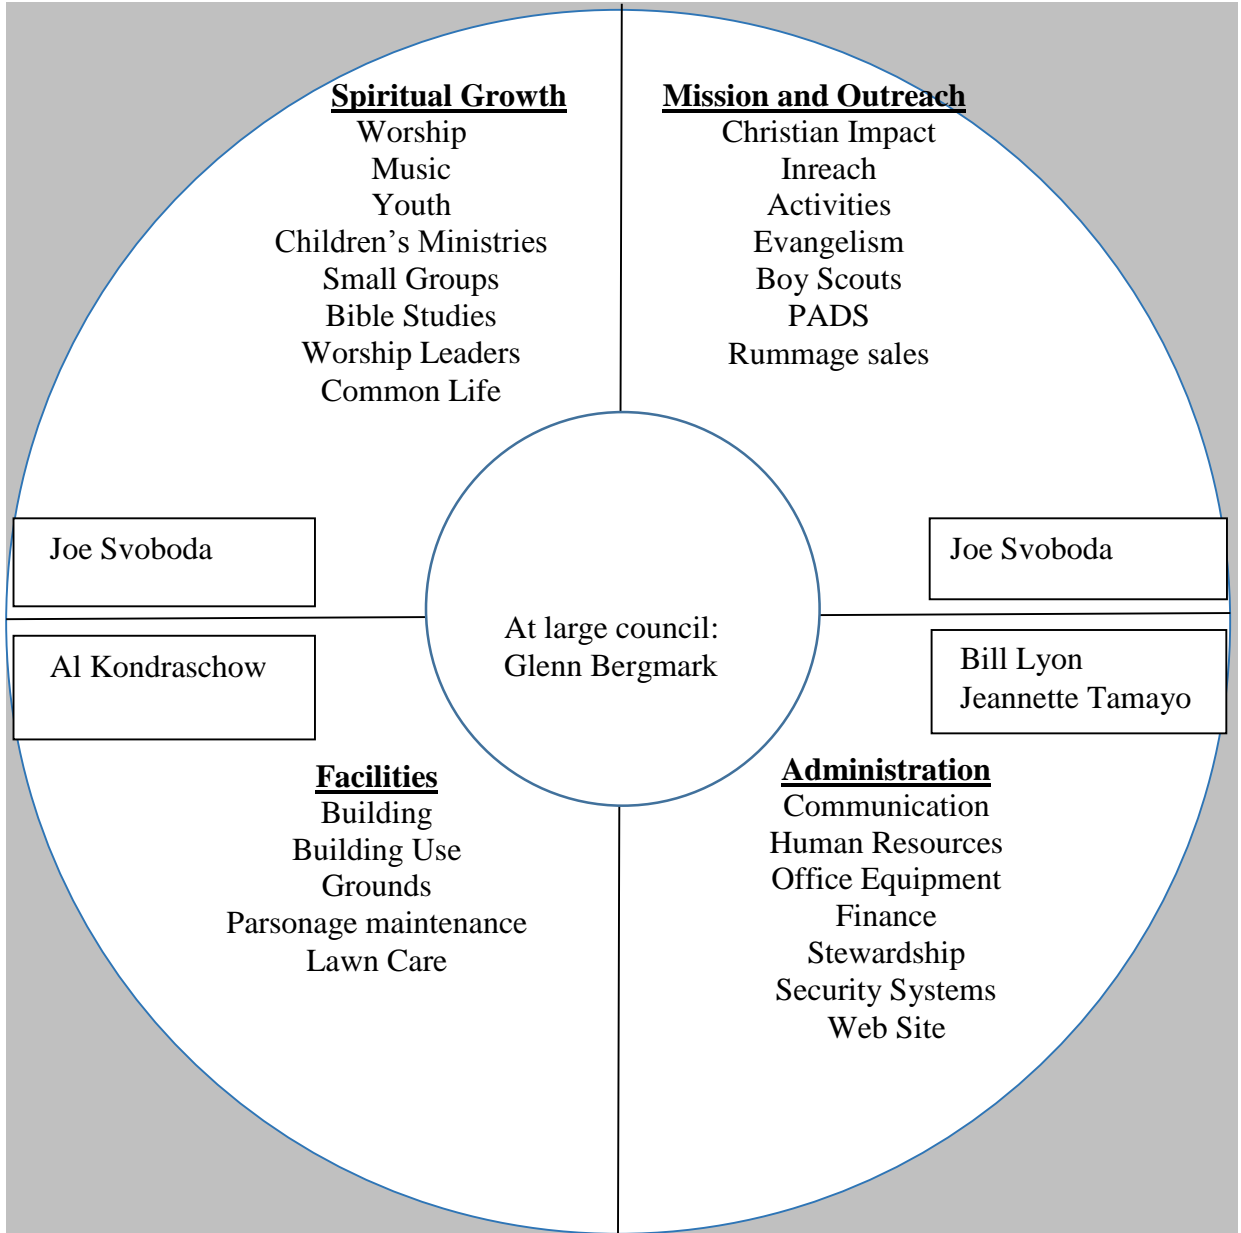 Spiritual Growth
Worship
Music
Youth
Children’s Ministries
Small Groups
Bible Studies
Worship Leaders
Common Life
Mission and Outreach
Christian Impact
Inreach
Activities
Evangelism
Boy Scouts
PADS
Rummage sales
Joe Svoboda
Joe Svoboda
At large council:
Glenn Bergmark
Al Kondraschow
Bill Lyon
Jeannette Tamayo
Facilities
Building
Building Use
Grounds
Parsonage maintenance
Lawn Care
Administration
Communication
Human Resources
Office Equipment
Finance
Stewardship
Security Systems
Web Site